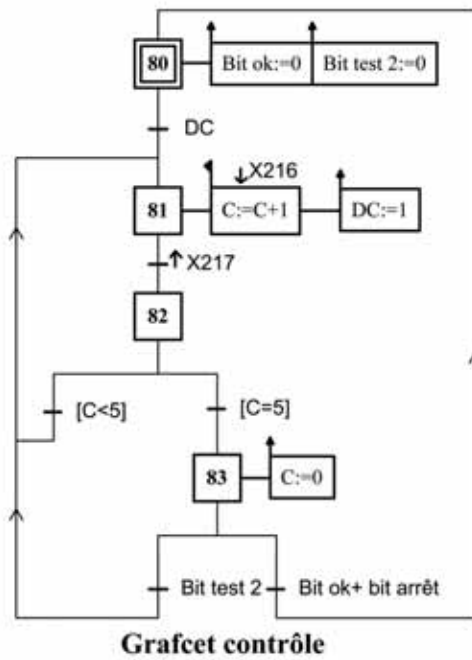 80
Bit ok:=0
Bit test 2:=0
DC
↓X216
81
C:=C+1
DC:=1
↑X217
82
[C<5]
[C=5]
83
C:=0
Bit test 2
Bit ok+ bit arrêt
Grafcet contrôle